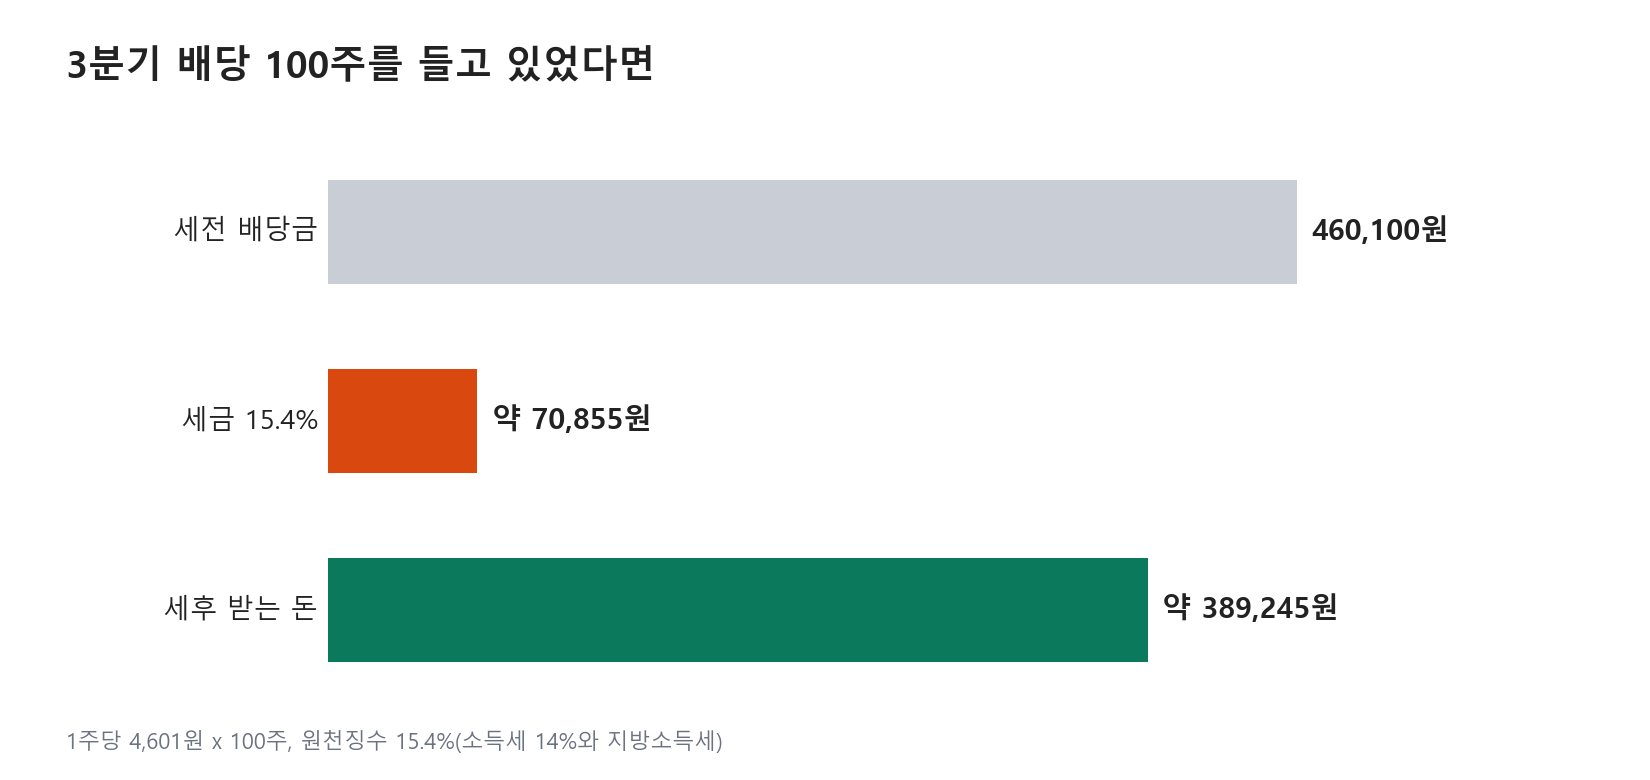 3분기 배당 100주를 들고 있었다면
세전 배당금 460,100원
세금 15.4% 약 70,855원
세후 받는 돈 약 389,245원
1주당 4,601원 x 100주, 원천징수 15.4%(소득세 14%와 지방소득세)